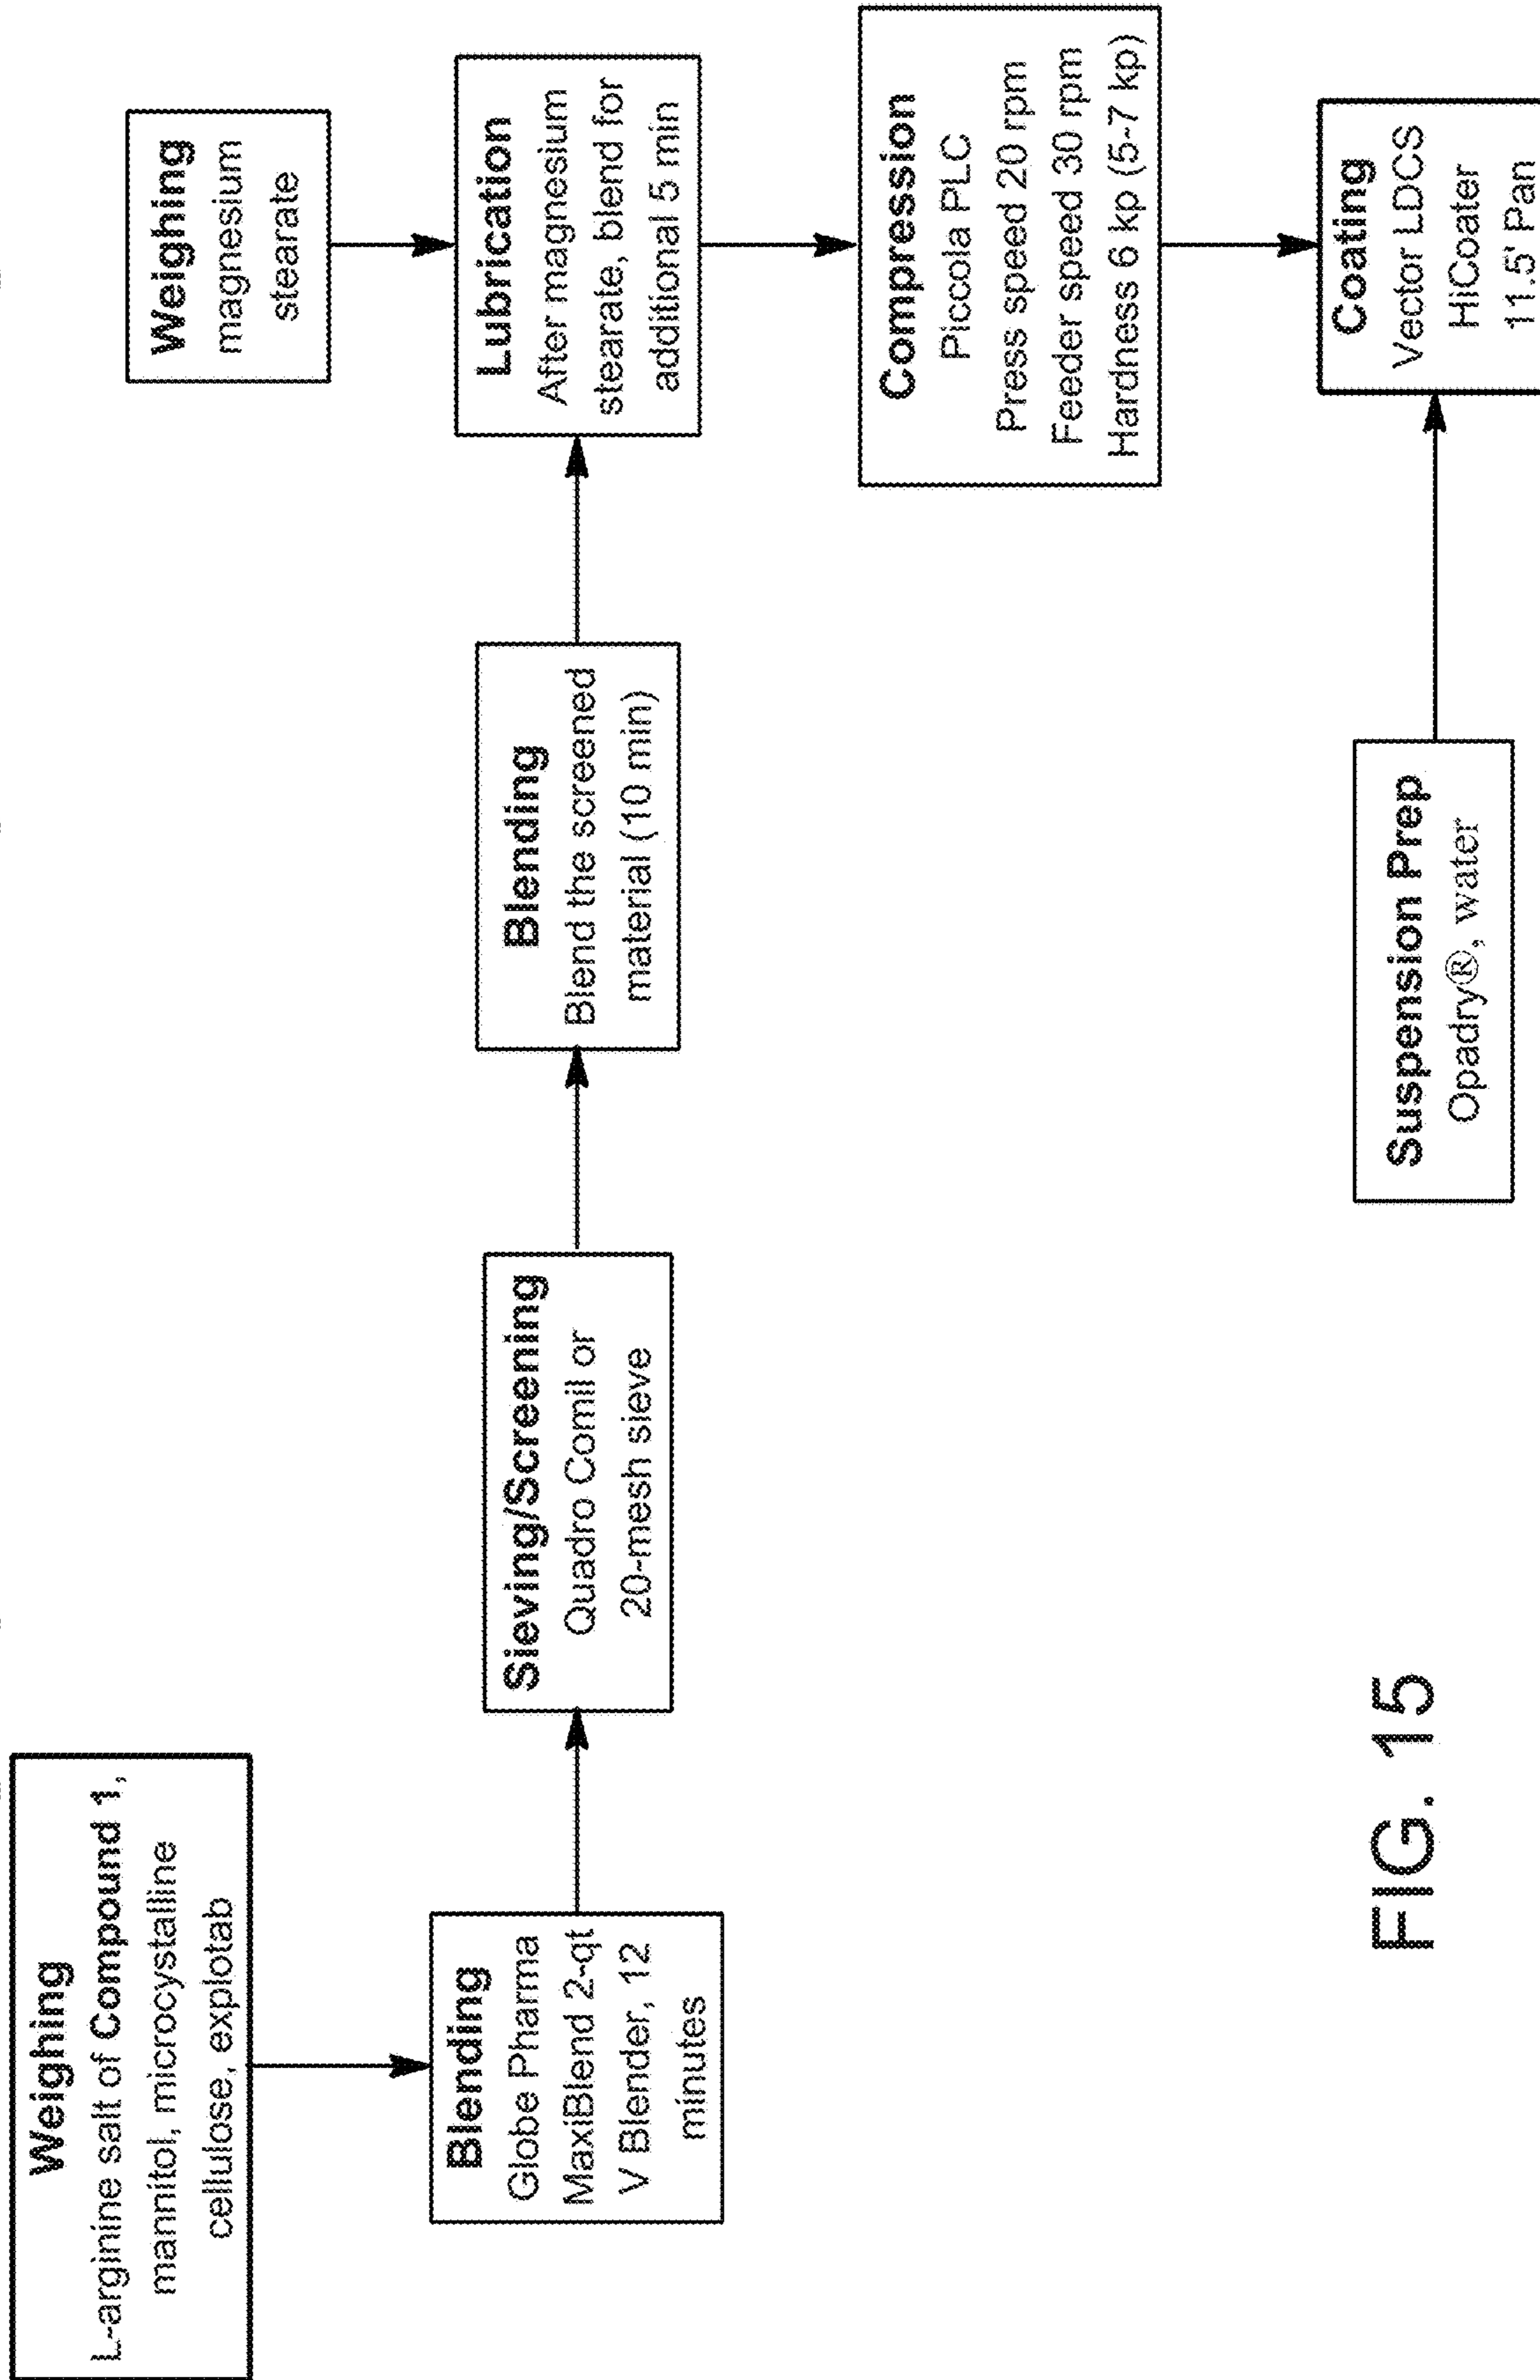 Weighing
L-arginine salt of Compound 1,
mannitol, microcystalline
cellulose, explotab
Blending
Globe Pharma
MaxiBlend 2-qt
V Blender, 12
minutes
Sieving/Screening
Quadro Comil or
20-mesh sieve
Blending
Blend the screened
material (10 min)
Weighing
magnesium
stearate
Lubrication
After magnesium
stearate, blend for
additional 5 min
Compression
Piccola PLC
Press speed 20 rpm
Feeder speed 30 rpm
Hardness 6 kp (5-7 kp)
Suspension Prep
Opadry®, water
Coating
Vector LDCS
HiCoater
11.5' Pan
FIG. 15